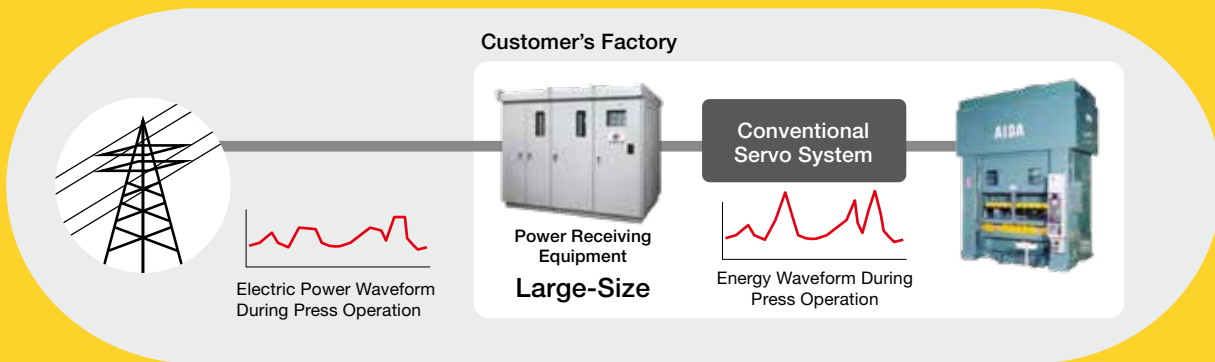 Customer's Factory
Conventional
Servo System
AIDA
Power Receiving
Equipment
Large-Size
Electric Power Waveform
During Press Operation
Energy Waveform During
Press Operation